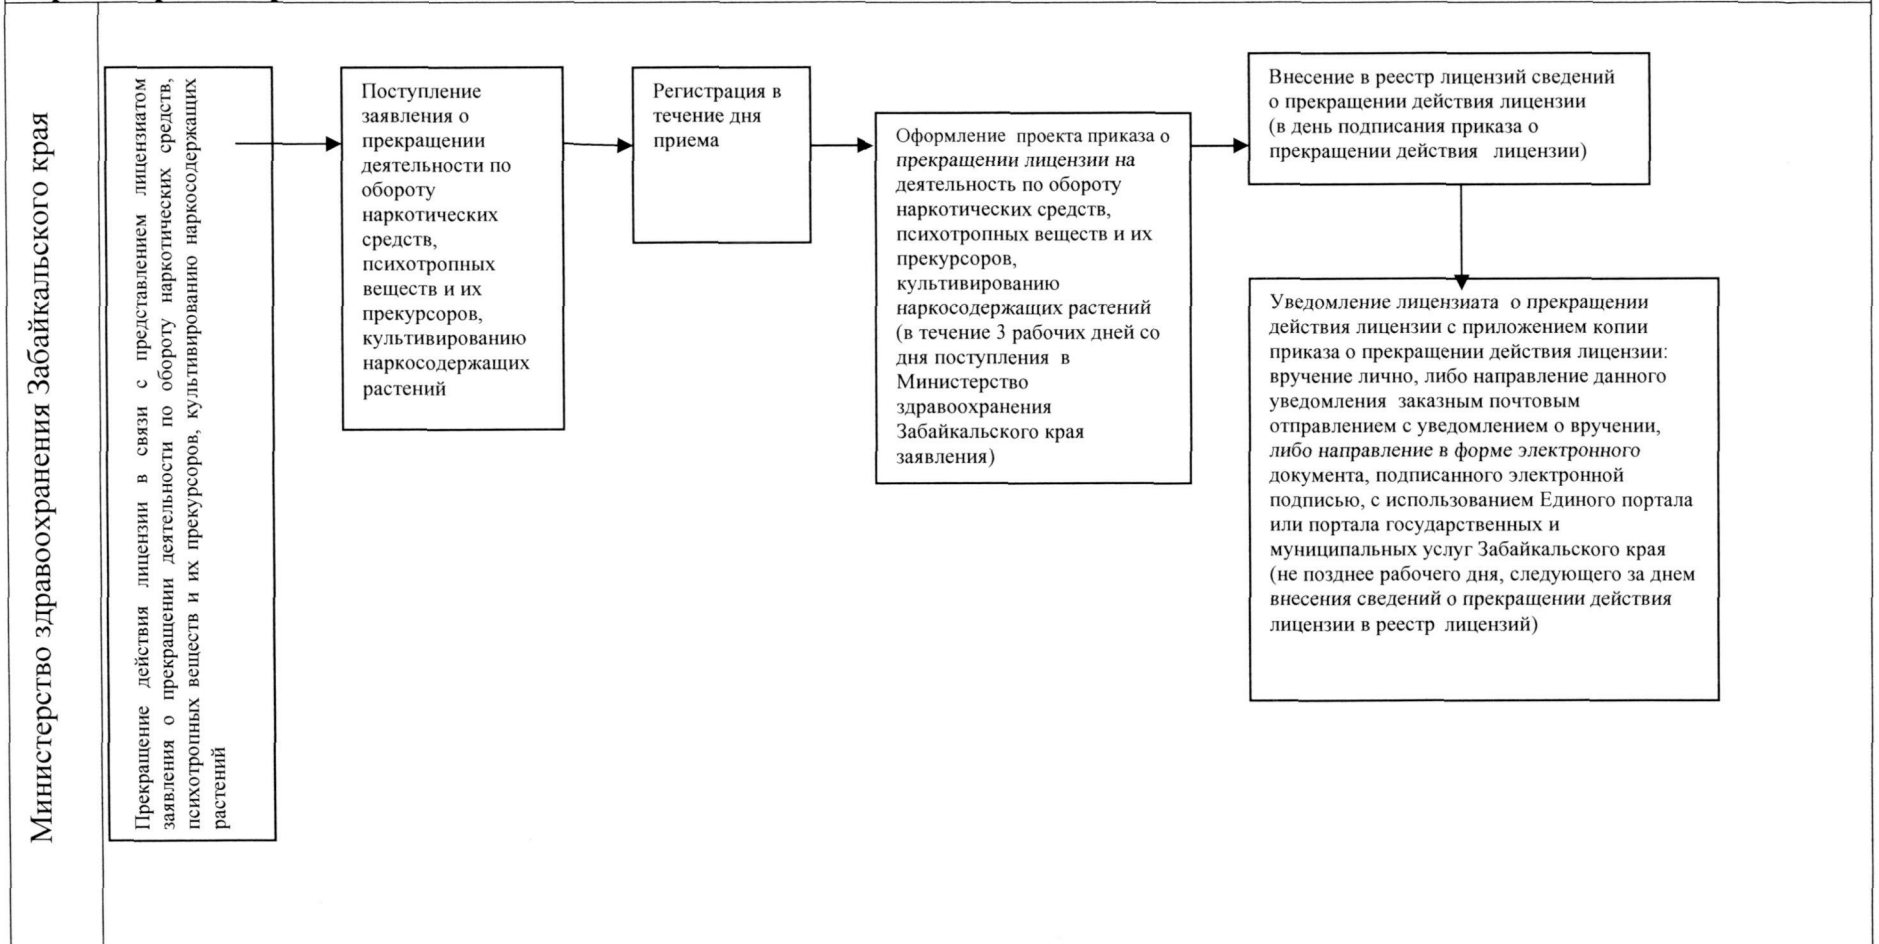 Министерство здравоохранения Забайкальского края
Прекращение действия лицензии в связи с представлением лицензиатом
заявления о прекращении деятельности по обороту наркотических средств,
психотропных веществ и их прекурсоров, культивированию наркосодержащих
растений
Поступление
заявления о
прекращении
деятельности по
обороту
наркотических
средств,
психотропных
веществ и их
прекурсоров,
культивированию
наркосодержащих
растений
Регистрация в
течение дня
приема
Оформление проекта приказа о
прекращении лицензии на
деятельность по обороту
наркотических средств,
психотропных веществ и их
прекурсоров,
культивированию
наркосодержащих растений
(в течение 3 рабочих дней со
дня поступления в
Министерство
здравоохранения
Забайкальского края
заявления)
Внесение в реестр лицензий сведений
о прекращении действия лицензии
(в день подписания приказа о
прекращении действия лицензии)
Уведомление лицензиата о прекращении
действия лицензии с приложением копии
приказа о прекращении действия лицензии:
вручение лично, либо направление данного
уведомления заказным почтовым
отправлением с уведомлением о вручении,
либо направление в форме электронного
документа, подписанного электронной
подписью, с использованием Единого портала
или портала государственных и
муниципальных услуг Забайкальского края
(не позднее рабочего дня, следующего за днем
внесения сведений о прекращении действия
лицензии в реестр лицензий)